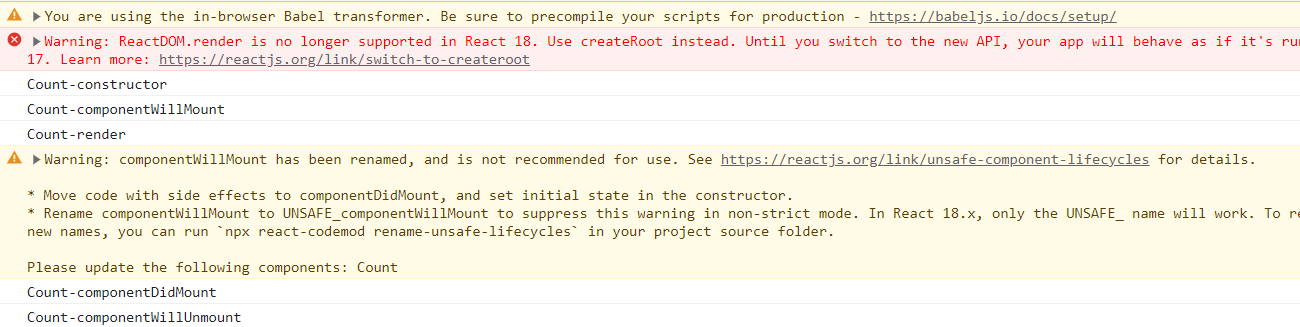 You are using the in-browser Babel transformer. Be sure to precompile your scripts for production - https://babeljs.io/docs/setup/
Warning: ReactDOM.render is no longer supported in React 18. Use createRoot instead. Until you switch to the new API, your app will behave as if it's
17. Learn more: https://reactjs.org/link/switch-to-createroot
Count-constructor
Count-componentWillMount
Count-render
Warning: componentWillMount has been renamed, and is not recommended for use. See https://reactjs.org/link/unsafe-component-lifecycles for details.
* Move code with side effects to componentDidMount, and set initial state in the constructor.
* Rename componentWillMount to UNSAFE_componentWillMount to suppress this warning in non-strict mode. In React 18.x, only the UNSAFE_ name will work. To
new names, you can run `npx react-codemod rename-unsafe-lifecycles` in your project source folder.
Please update the following components: Count
Count-componentDidMount
Count-componentWillUnmount